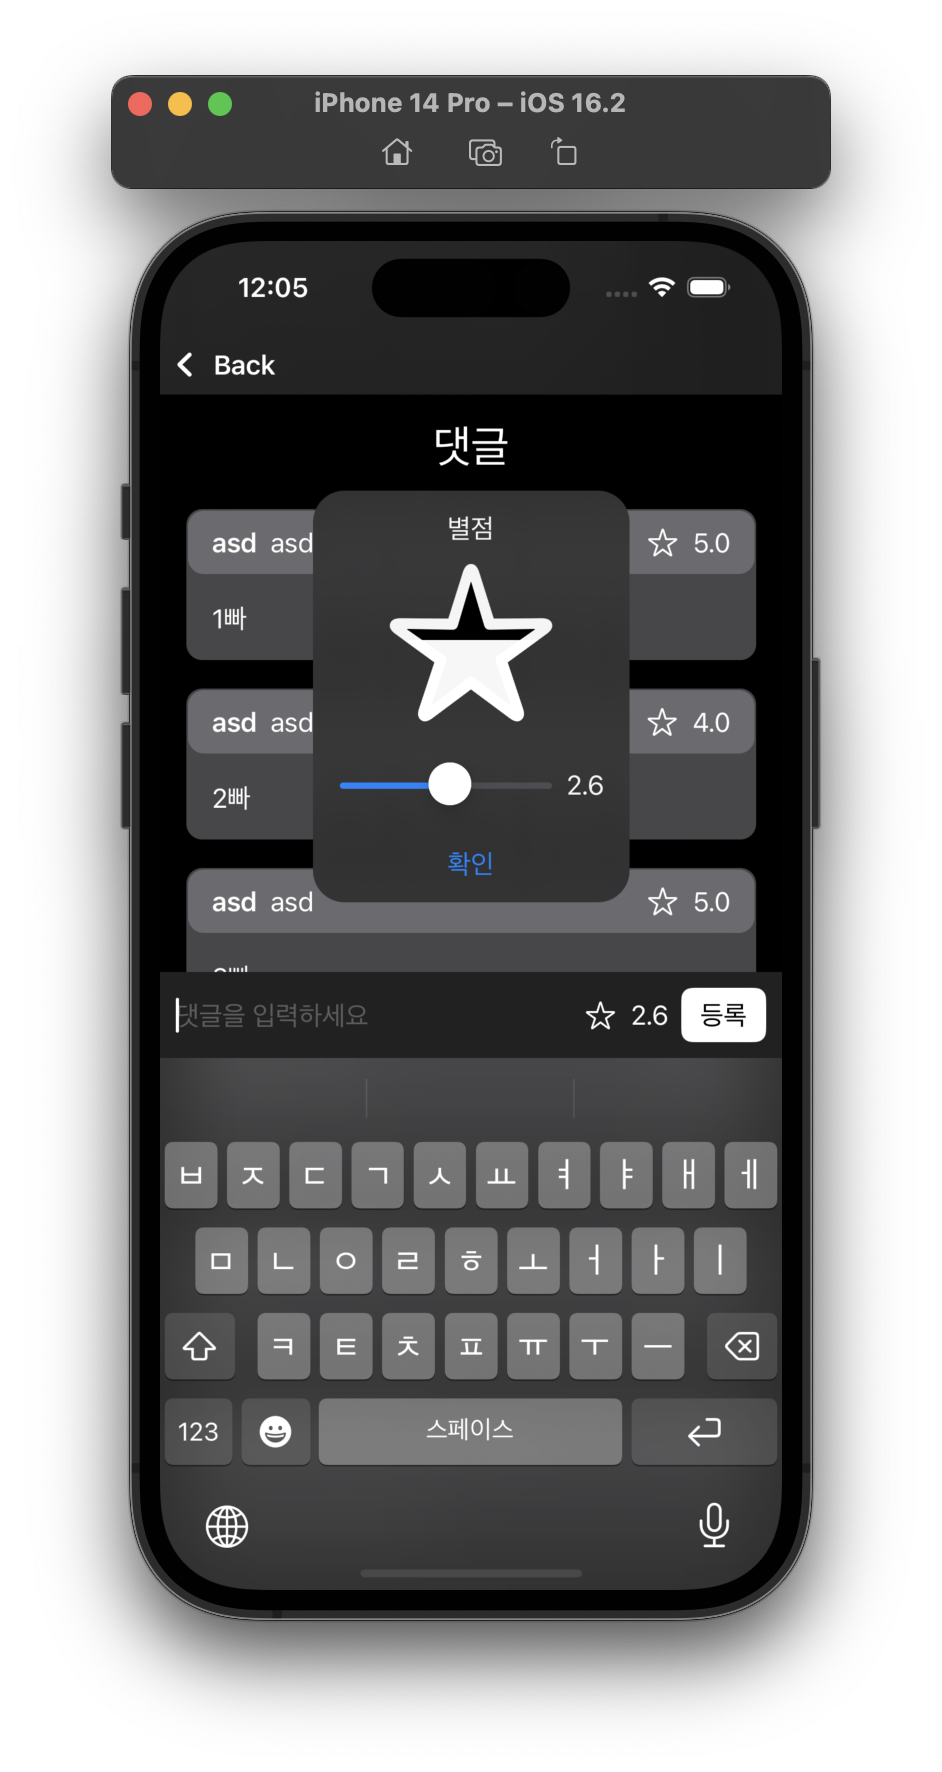 iPhone 14 Pro – iOS 16.2
12:05
Back
댓글
별점
asd asd 5.0
1빠
asd asd 4.0
2빠
2.6
확인
asd asd 5.0
댓글을 입력하세요 2.6 등록
ㅂ ㅈ ㄷ ㄱ ㅅ ㅛ ㅕ ㅑ ㅐ ㅔ
ㅁ ㄴ ㅇ ㄹ ㅎ ㅗ ㅓ ㅏ ㅣ
ㅋ ㅌ ㅊ ㅍ ㅠ ㅜ ㅡ
123 스페이스